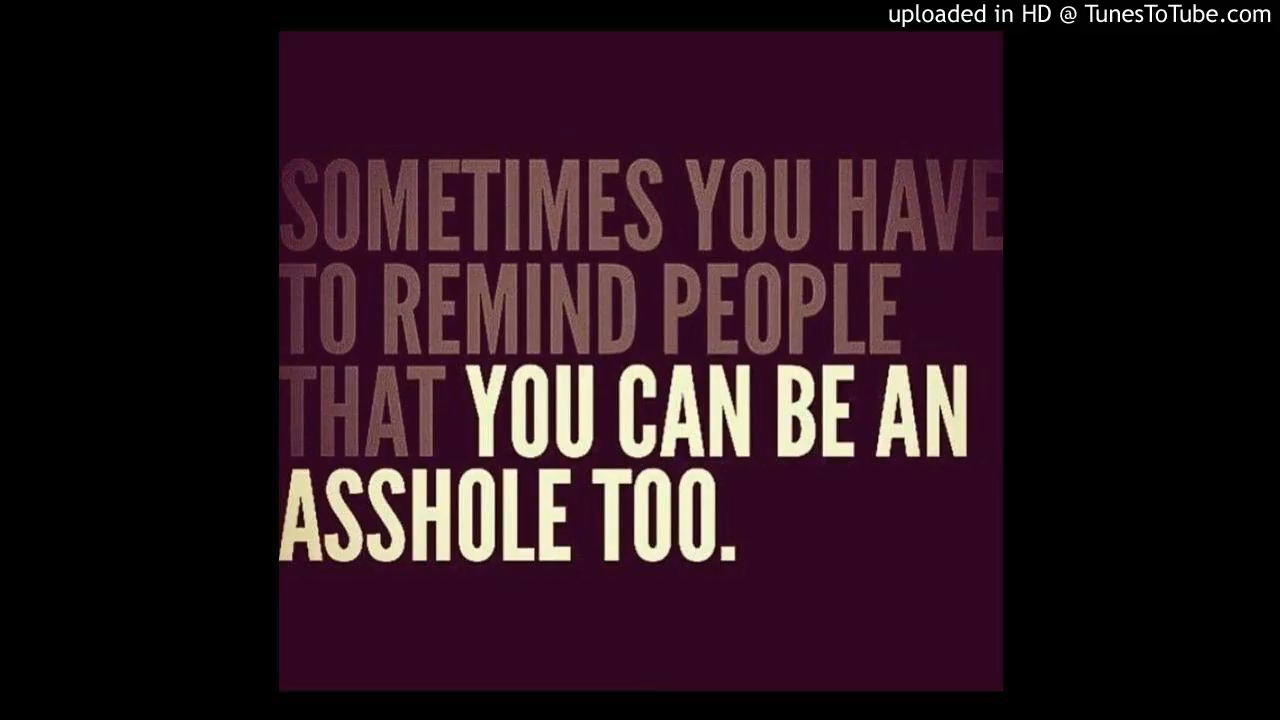 uploaded in HD @ TunesToTube.com
SOMETIMES YOU HAVE
TO REMIND PEOPLE
THAT YOU CAN BE AN
ASSHOLE TOO.